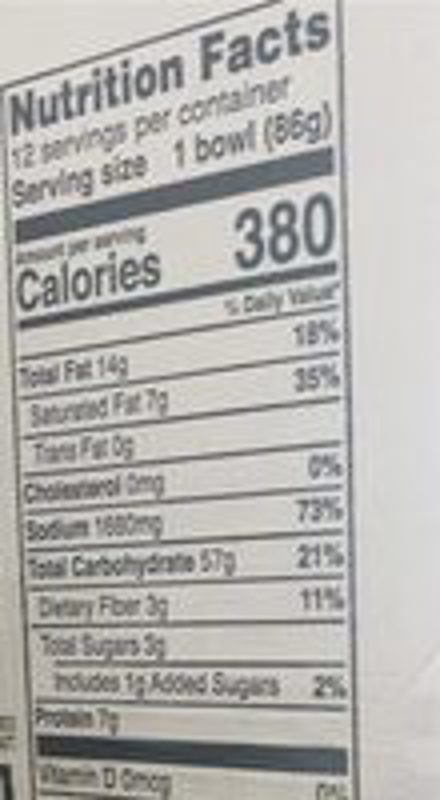 Nutrition Facts
12 servings per container
Serving size 1 bowl (86g)
Amount per serving
Calories 380
% Daily Value*
Total Fat 14g 18%
Saturated Fat 7g 35%
Trans Fat 0g
Cholesterol 0mg 0%
Sodium 1680mg 73%
Total Carbohydrate 57g 21%
Dietary Fiber 3g 11%
Total Sugars 3g
Includes 1g Added Sugars 2%
Protein 7g
Vitamin D 0mcg 0%